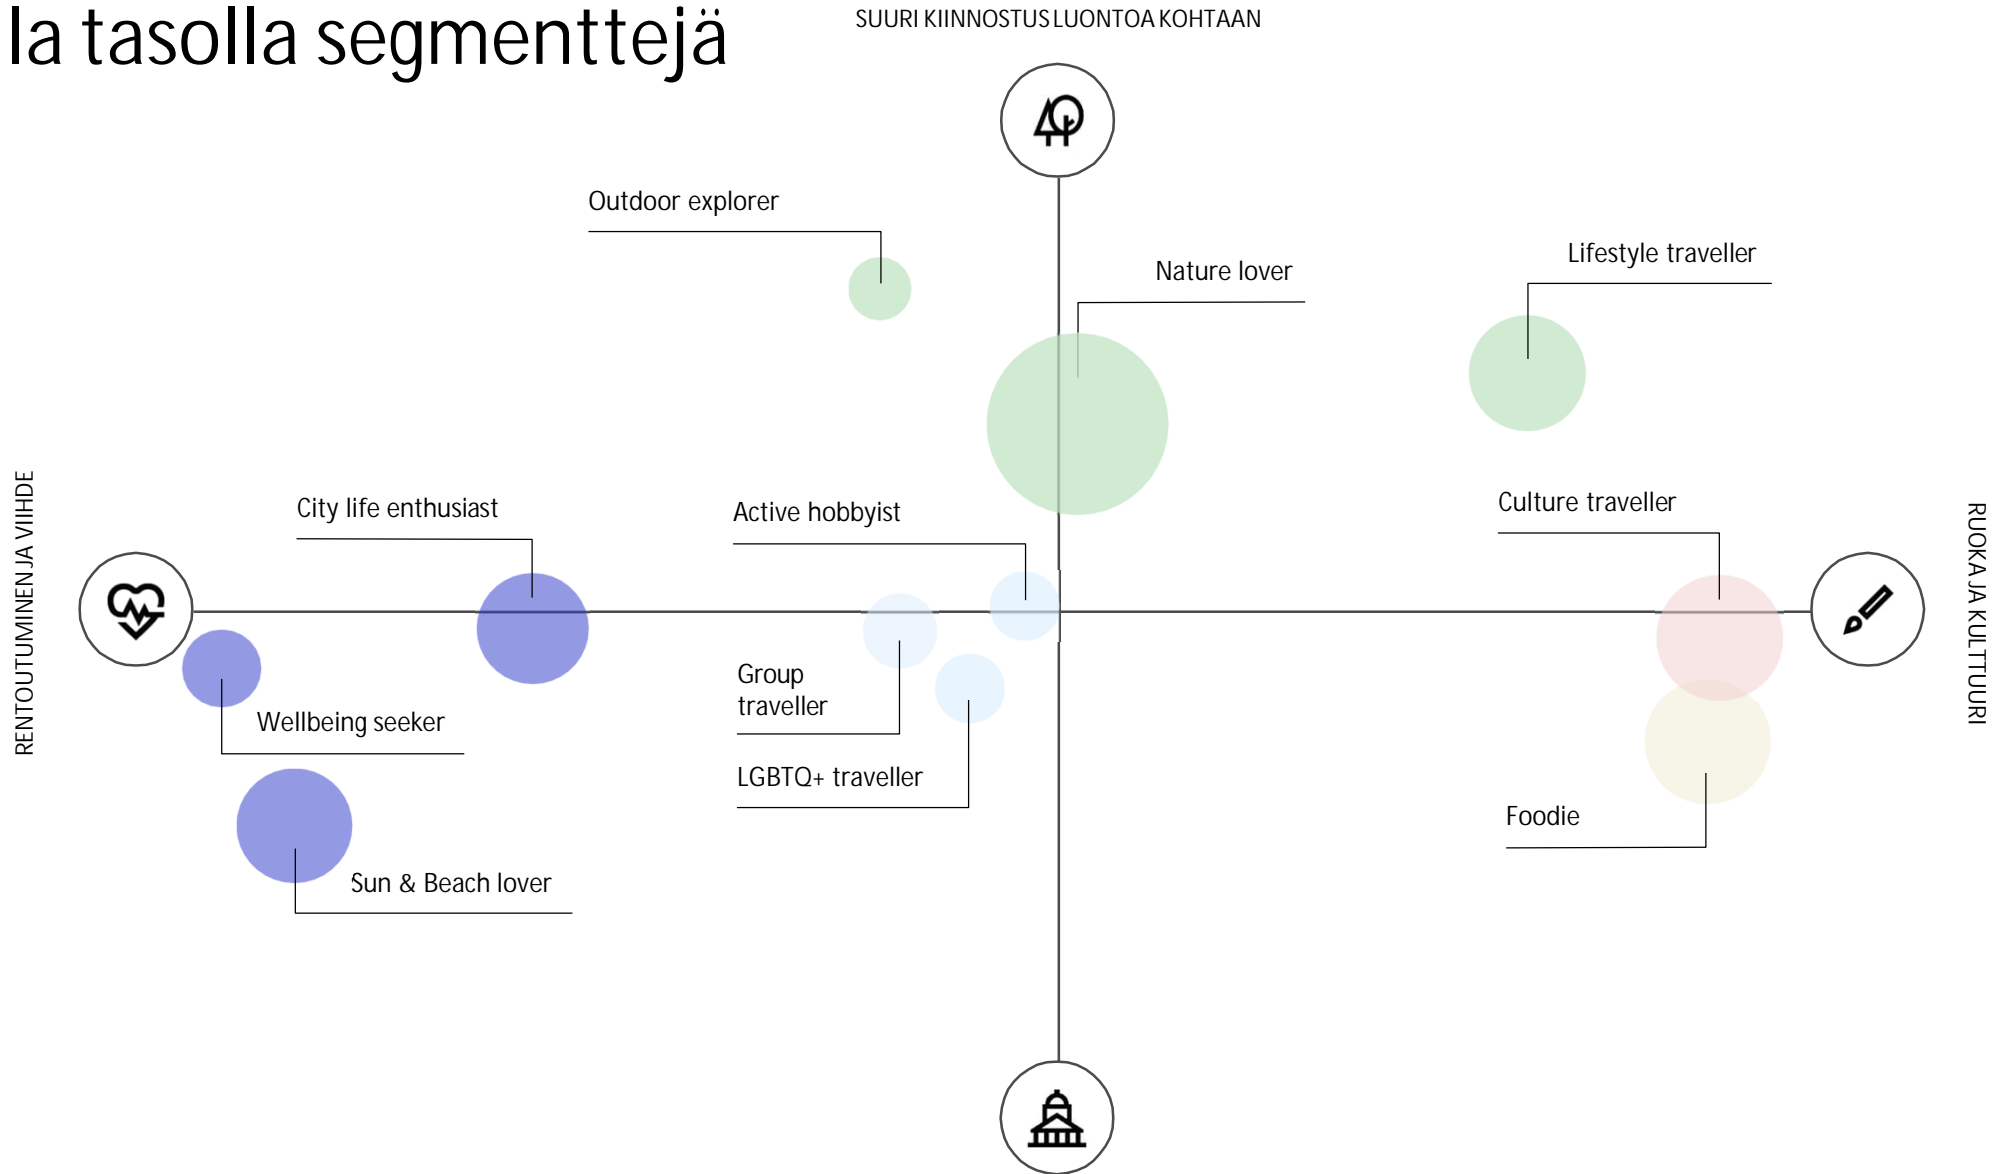 la tasolla segmenttejä
SUURI KIINNOSTUS LUONTOA KOHTAAN
Outdoor explorer
Nature lover
Lifestyle traveller
RENTOUTUMINEN JA VIIHDE
City life enthusiast
Active hobbyist
Culture traveller
RUOKA JA KULTTUURI
Group
traveller
Wellbeing seeker
LGBTQ+ traveller
Foodie
Sun & Beach lover